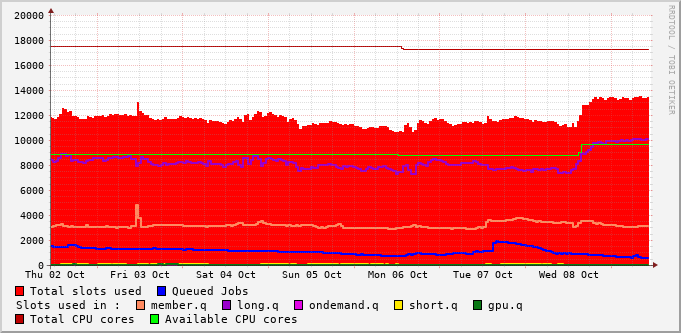 20000
18000
16000
14000
12000
10000
8000
6000
4000
2000
0
Thu 02 Oct Fri 03 Oct Sat 04 Oct Sun 05 Oct Mon 06 Oct Tue 07 Oct Wed 08 Oct
Total slots used Queued Jobs
Slots used in : member.q long.q ondemand.q short.q gpu.q
Total CPU cores Available CPU cores
RRDTOOL / TOBI OETIKER